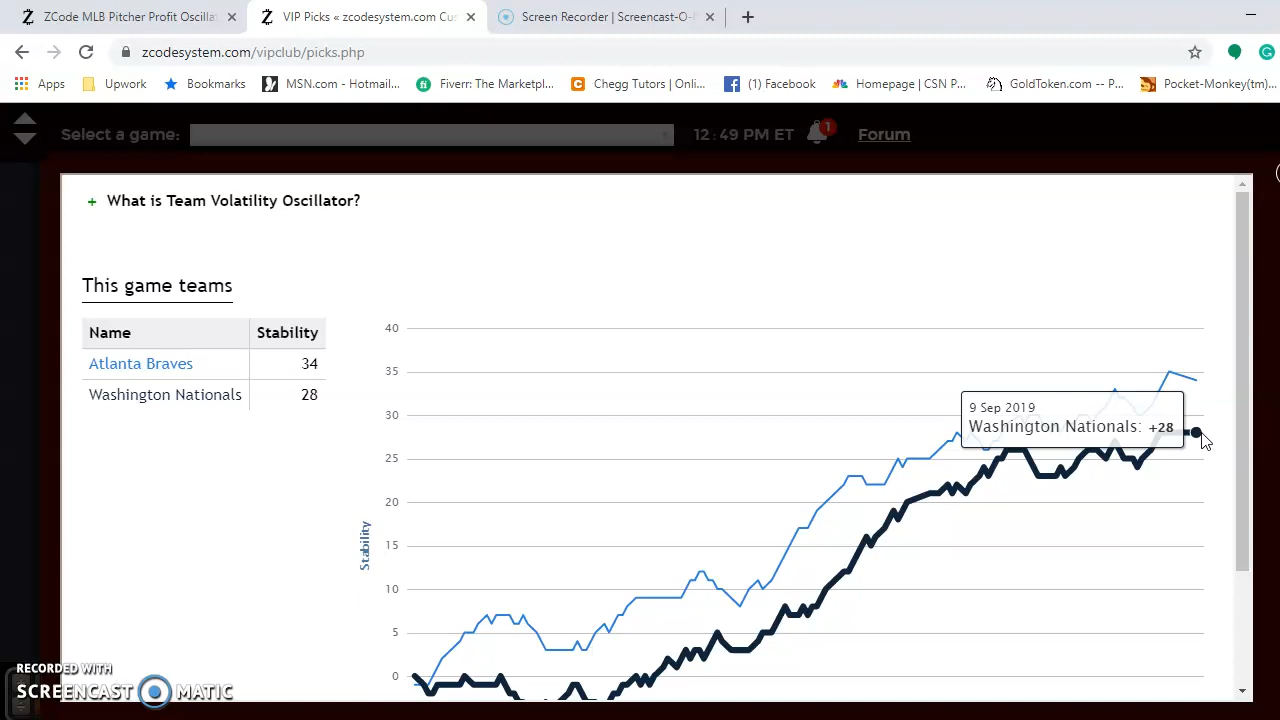 ZCode MLB Pitcher Profit Oscillat
VIP Picks « zcodesystem.com Cus
Screen Recorder | Screencast-O-
zcodesystem.com/vipclub/picks.php
Apps
Upwork
Bookmarks
MSN.com - Hotmail...
Fiverr: The Marketpl...
Chegg Tutors | Onli...
(1) Facebook
Homepage | CSN P...
GoldToken.com -- P...
Pocket-Monkey(tm)...
Select a game:
12:49 PM ET
1
Forum
+ What is Team Volatility Oscillator?
This game teams
Name Stability
Atlanta Braves 34
Washington Nationals 28
40
35
30
25
20
15
10
5
0
Stability
9 Sep 2019
Washington Nationals: +28
RECORDED WITH
SCREENCAST MATIC